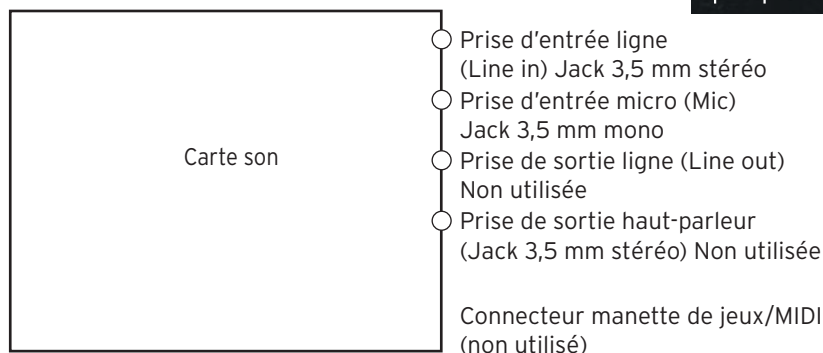 Prise d'entrée ligne
(Line in) Jack 3,5 mm stéréo
Prise d'entrée micro (Mic)
Jack 3,5 mm mono
Carte son
Prise de sortie ligne (Line out)
Non utilisée
Prise de sortie haut-parleur
(Jack 3,5 mm stéréo) Non utilisée
Connecteur manette de jeux/MIDI
(non utilisé)